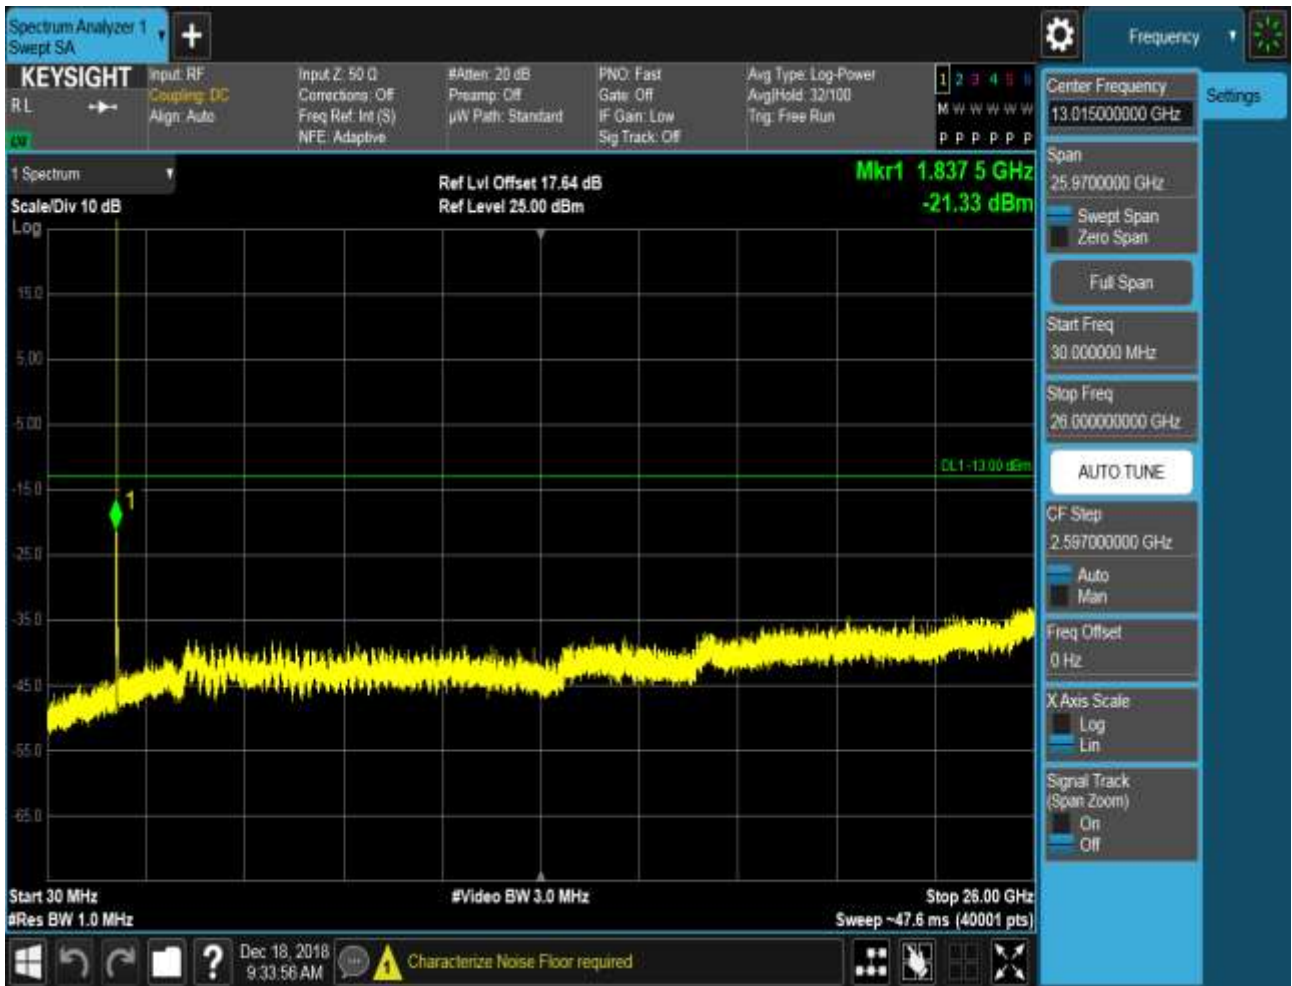 Spectrum Analyzer 1
Swept SA
Frequency
KEYSIGHT
R L
Input: RF
Coupling: DC
Align: Auto
Input Z: 50 Ω
Corrections: Off
Freq Ref: Int (S)
NFE: Adaptive
#Atten: 20 dB
Preamp: Off
µW Path: Standard
PNO: Fast
Gate: Off
IF Gain: Low
Sig Track: Off
Avg Type: Log-Power
Avg|Hold: 32/100
Trig: Free Run
1 2 3 4 5 6
M W W W W W
P P P P P P
1 Spectrum
Scale/Div 10 dB
Log
Ref Lvl Offset 17.64 dB
Ref Level 25.00 dBm
Mkr1 1.837 5 GHz
-21.33 dBm
15.0
5.00
-5.00
-15.0
-25.0
-35.0
-45.0
-55.0
-65.0
DL1 -13.00 dBm
1
Start 30 MHz
#Res BW 1.0 MHz
#Video BW 3.0 MHz
Stop 26.00 GHz
Sweep ~47.6 ms (40001 pts)
Center Frequency
13.015000000 GHz
Settings
Span
25.9700000 GHz
Swept Span
Zero Span
Full Span
Start Freq
30.000000 MHz
Stop Freq
26.000000000 GHz
AUTO TUNE
CF Step
2.597000000 GHz
Auto
Man
Freq Offset
0 Hz
X Axis Scale
Log
Lin
Signal Track
(Span Zoom)
On
Off
?
Dec 18, 2018
9:33:56 AM
1
Characterize Noise Floor required